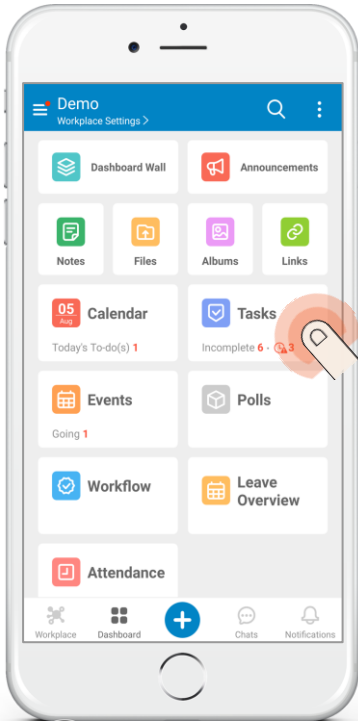 Demo
Workplace Settings >
Dashboard Wall
Announcements
Notes
Files
Albums
Links
05
Aug
Calendar
Today's To-do(s) 1
Tasks
Incomplete 6 - 3
Events
Going 1
Polls
Workflow
Leave
Overview
Attendance
Workplace
Dashboard
Chats
Notifications